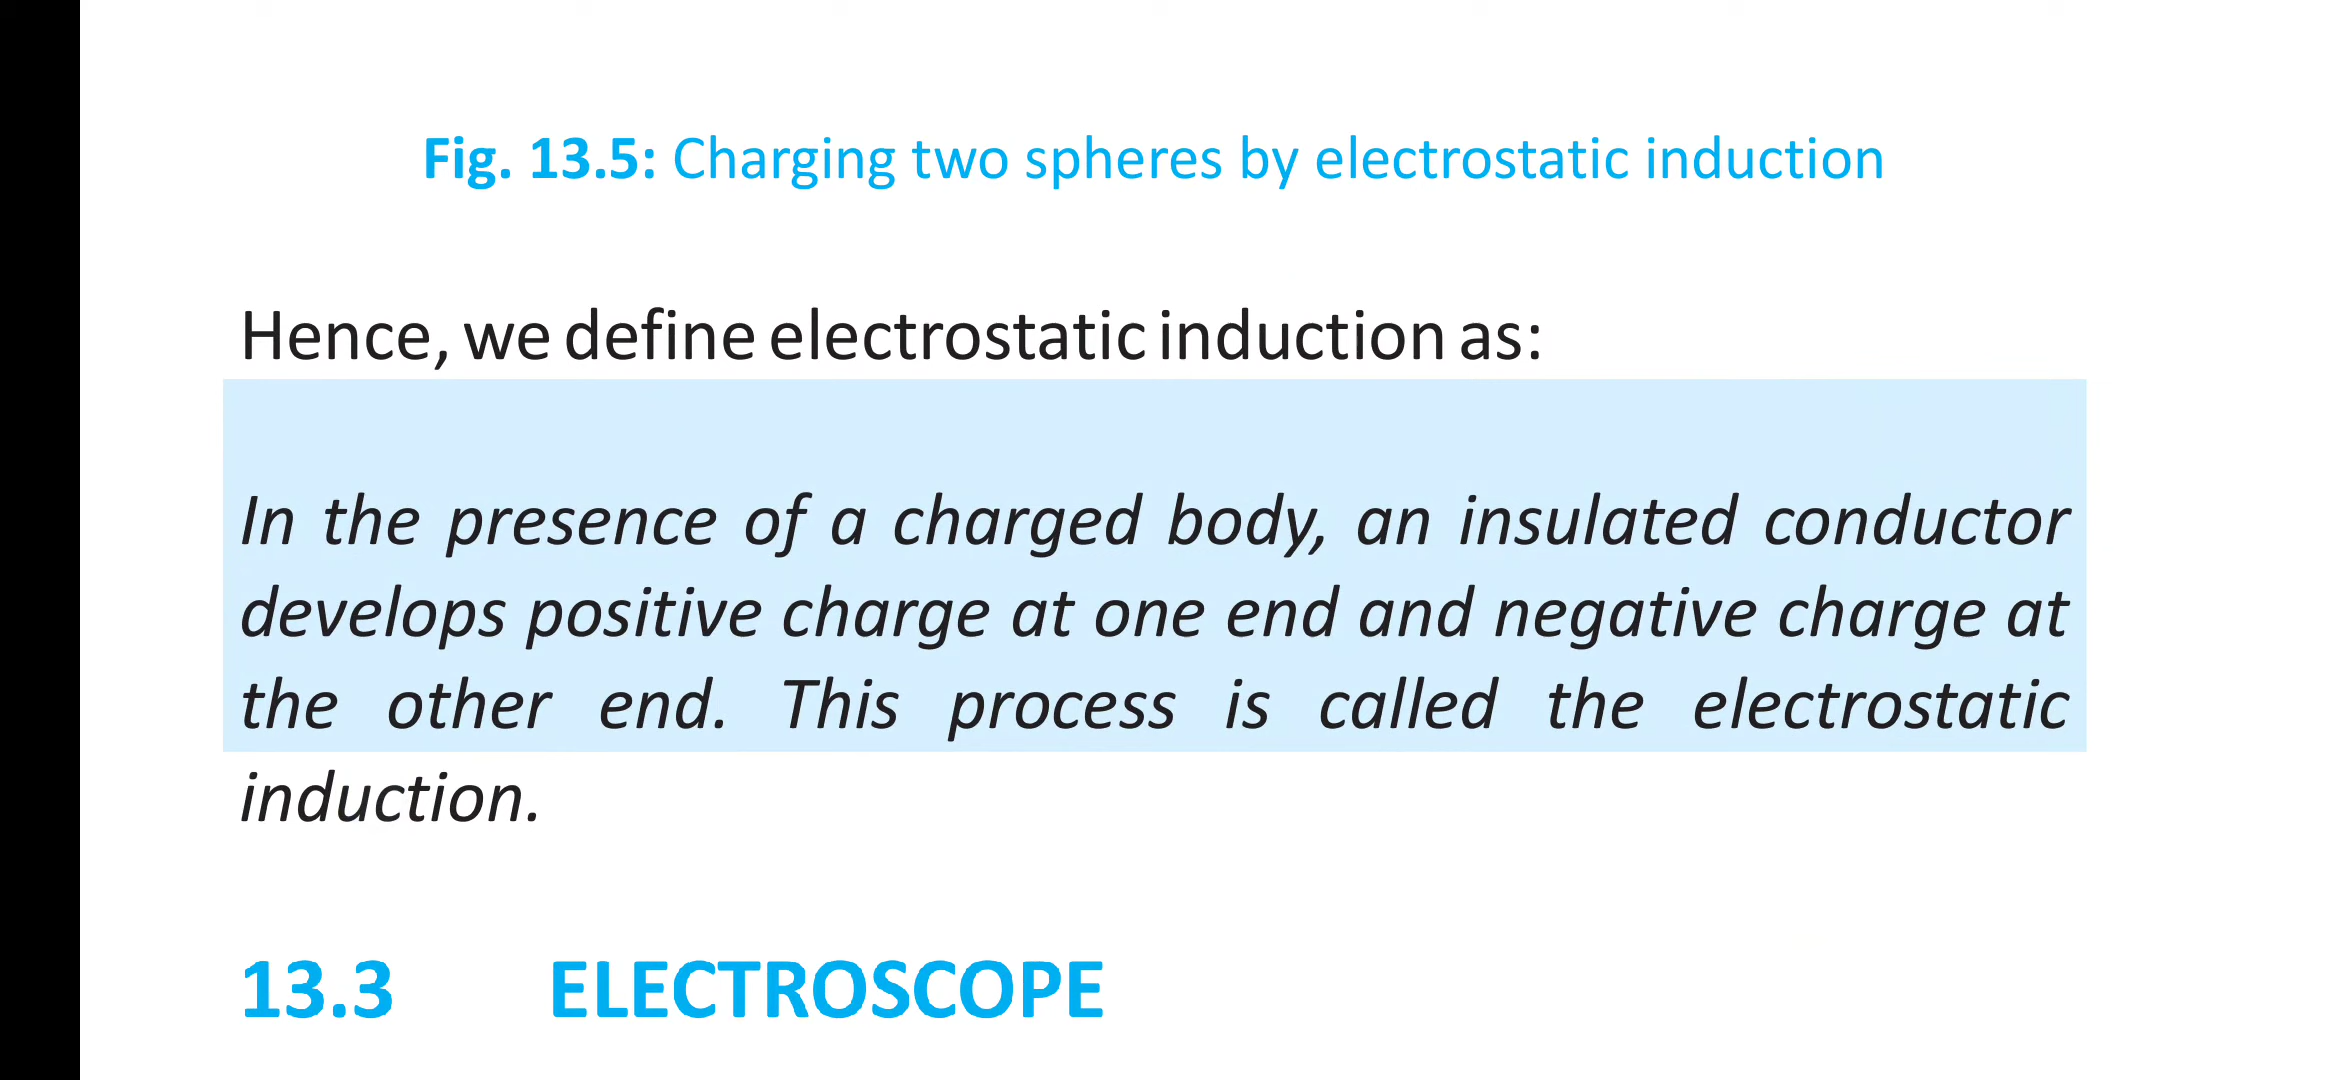 Fig. 13.5: Charging two spheres by electrostatic induction
Hence, we define electrostatic induction as:
In the presence of a charged body, an insulated conductor
develops positive charge at one end and negative charge at
the other end. This process is called the electrostatic
induction.
13.3 ELECTROSCOPE